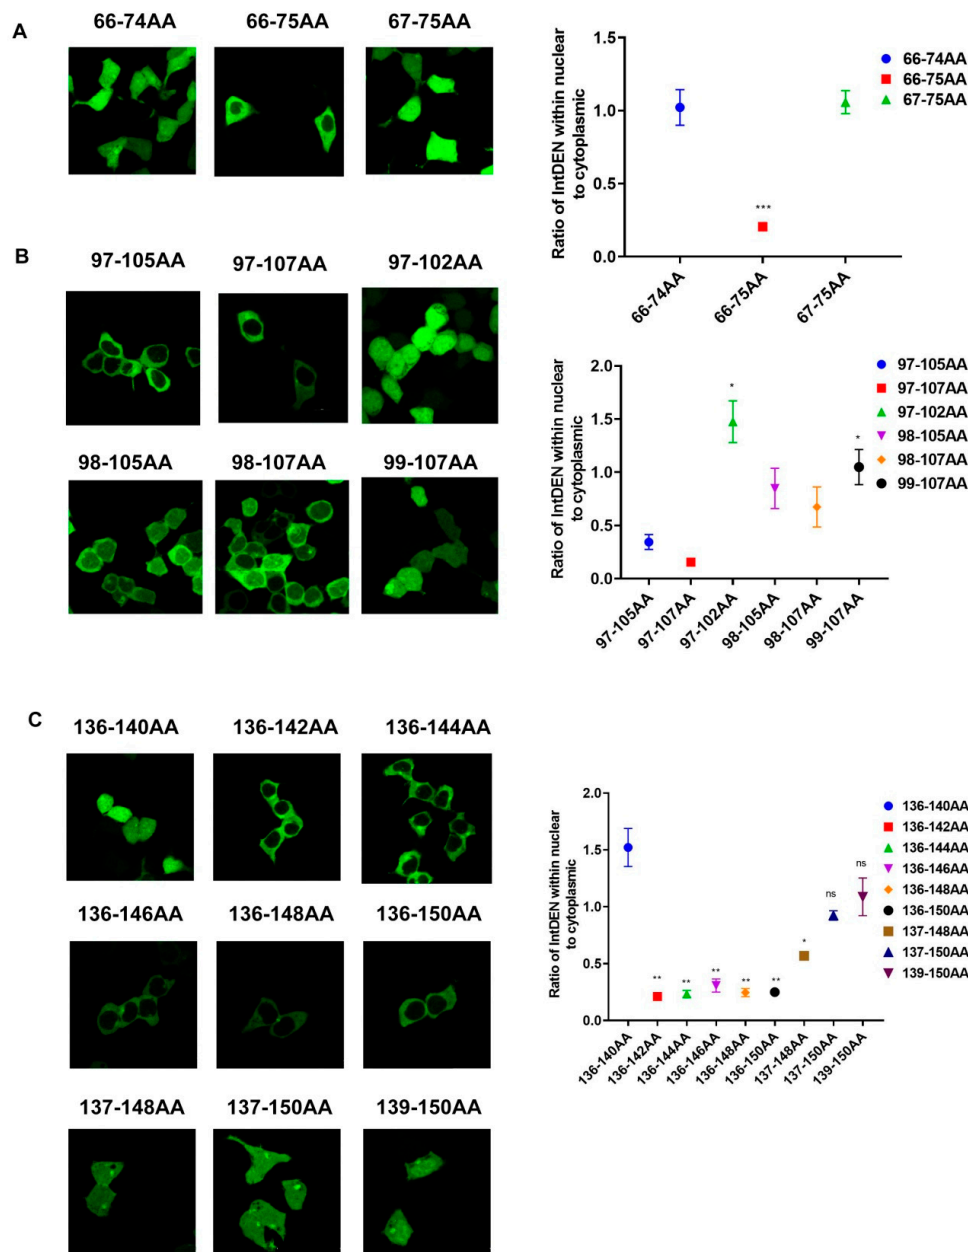 A
66-74AA
66-75AA
67-75AA
Ratio of IntDEN within nuclear
to cytoplasmic
1.5
1.0
0.5
0.0
***
66-74AA
66-75AA
67-75AA
66-74AA
66-75AA
67-75AA
B
97-105AA
97-107AA
97-102AA
98-105AA
98-107AA
99-107AA
Ratio of IntDEN within nuclear
to cytoplasmic
2.0
1.5
1.0
0.5
0.0
*
*
97-105AA
97-107AA
97-102AA
98-105AA
98-107AA
99-107AA
97-105AA
97-107AA
97-102AA
98-105AA
98-107AA
99-107AA
C
136-140AA
136-142AA
136-144AA
136-146AA
136-148AA
136-150AA
137-148AA
137-150AA
139-150AA
Ratio of IntDEN within nuclear
to cytoplasmic
2.0
1.5
1.0
0.5
0.0
**
**
**
**
**
*
ns
ns
136-140AA
136-142AA
136-144AA
136-146AA
136-148AA
136-150AA
137-148AA
137-150AA
139-150AA
136-140AA
136-142AA
136-144AA
136-146AA
136-148AA
136-150AA
137-148AA
137-150AA
139-150AA